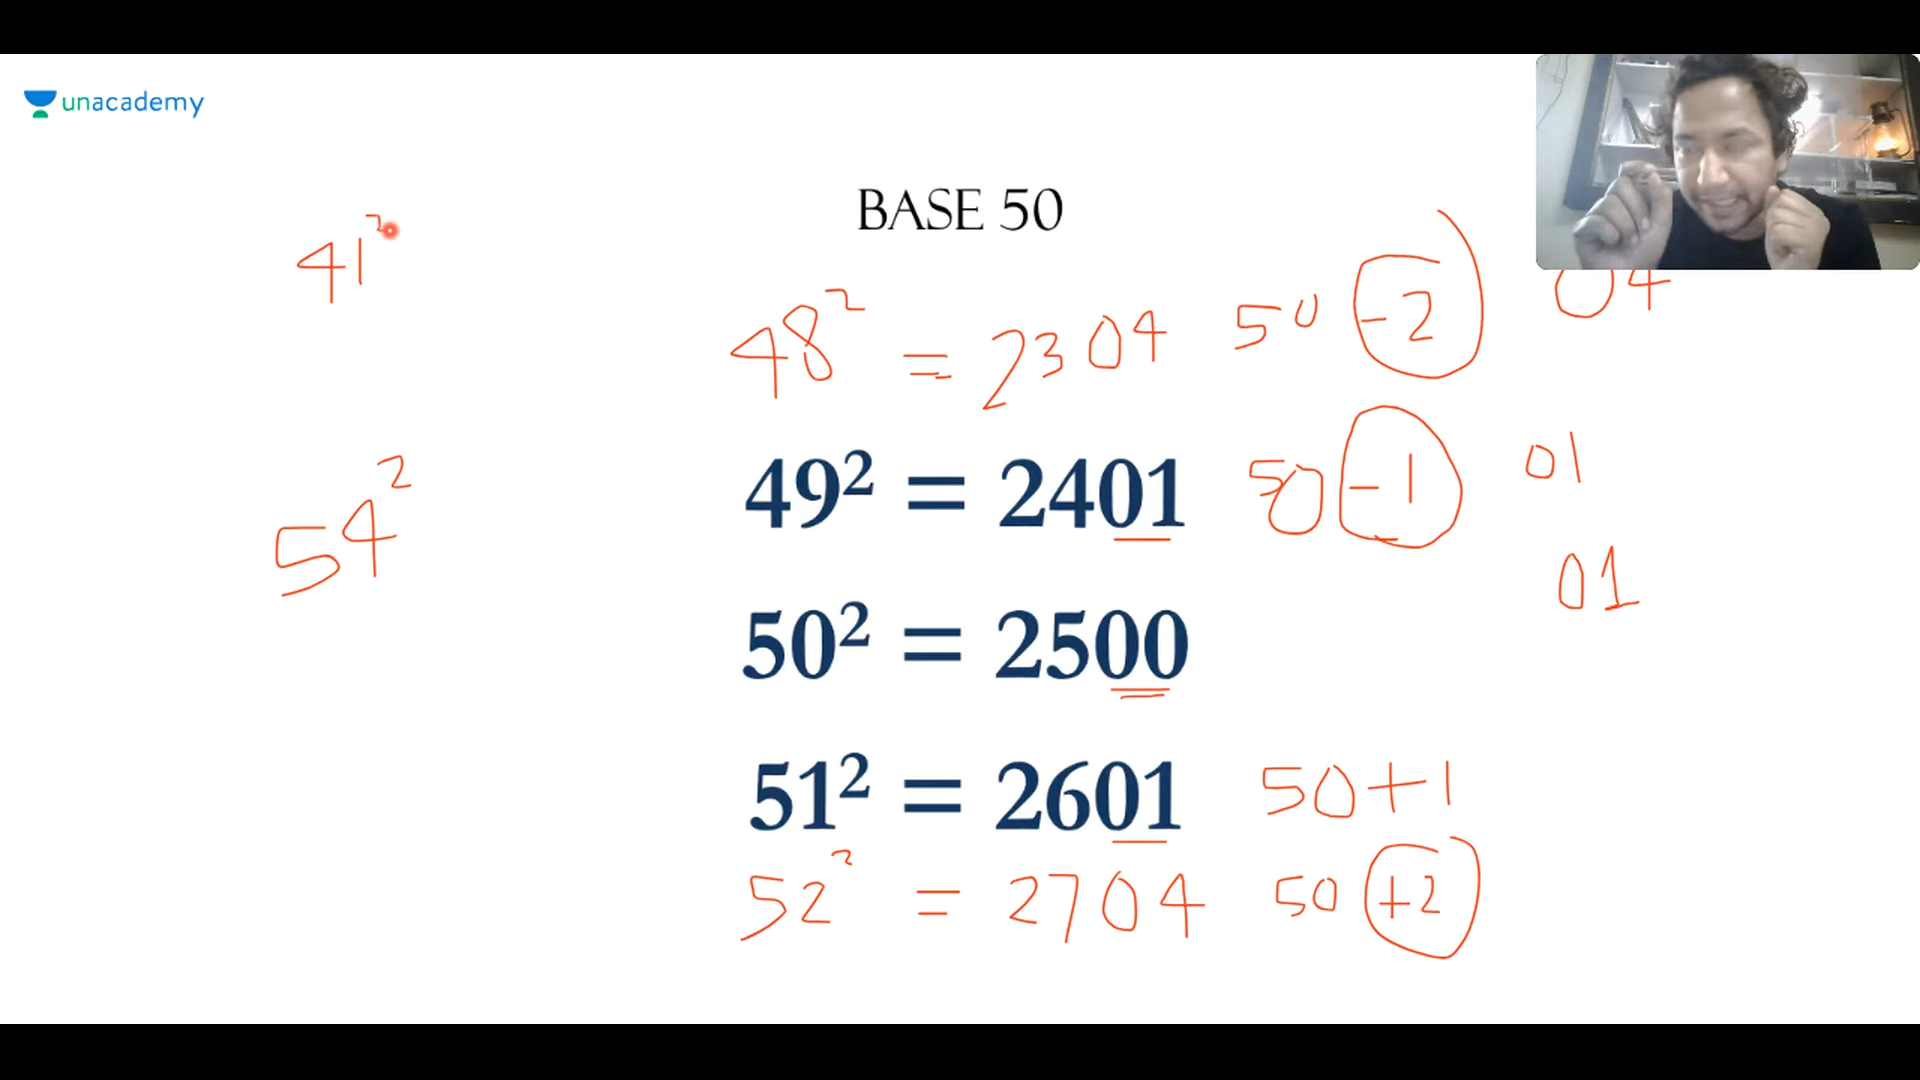 unacademy
BASE 50
41²
48² = 2304 50 -2 04
54²
49² = 2401 50 -1 01
01
50² = 2500
51² = 2601 50+1
52² = 2704 50 +2